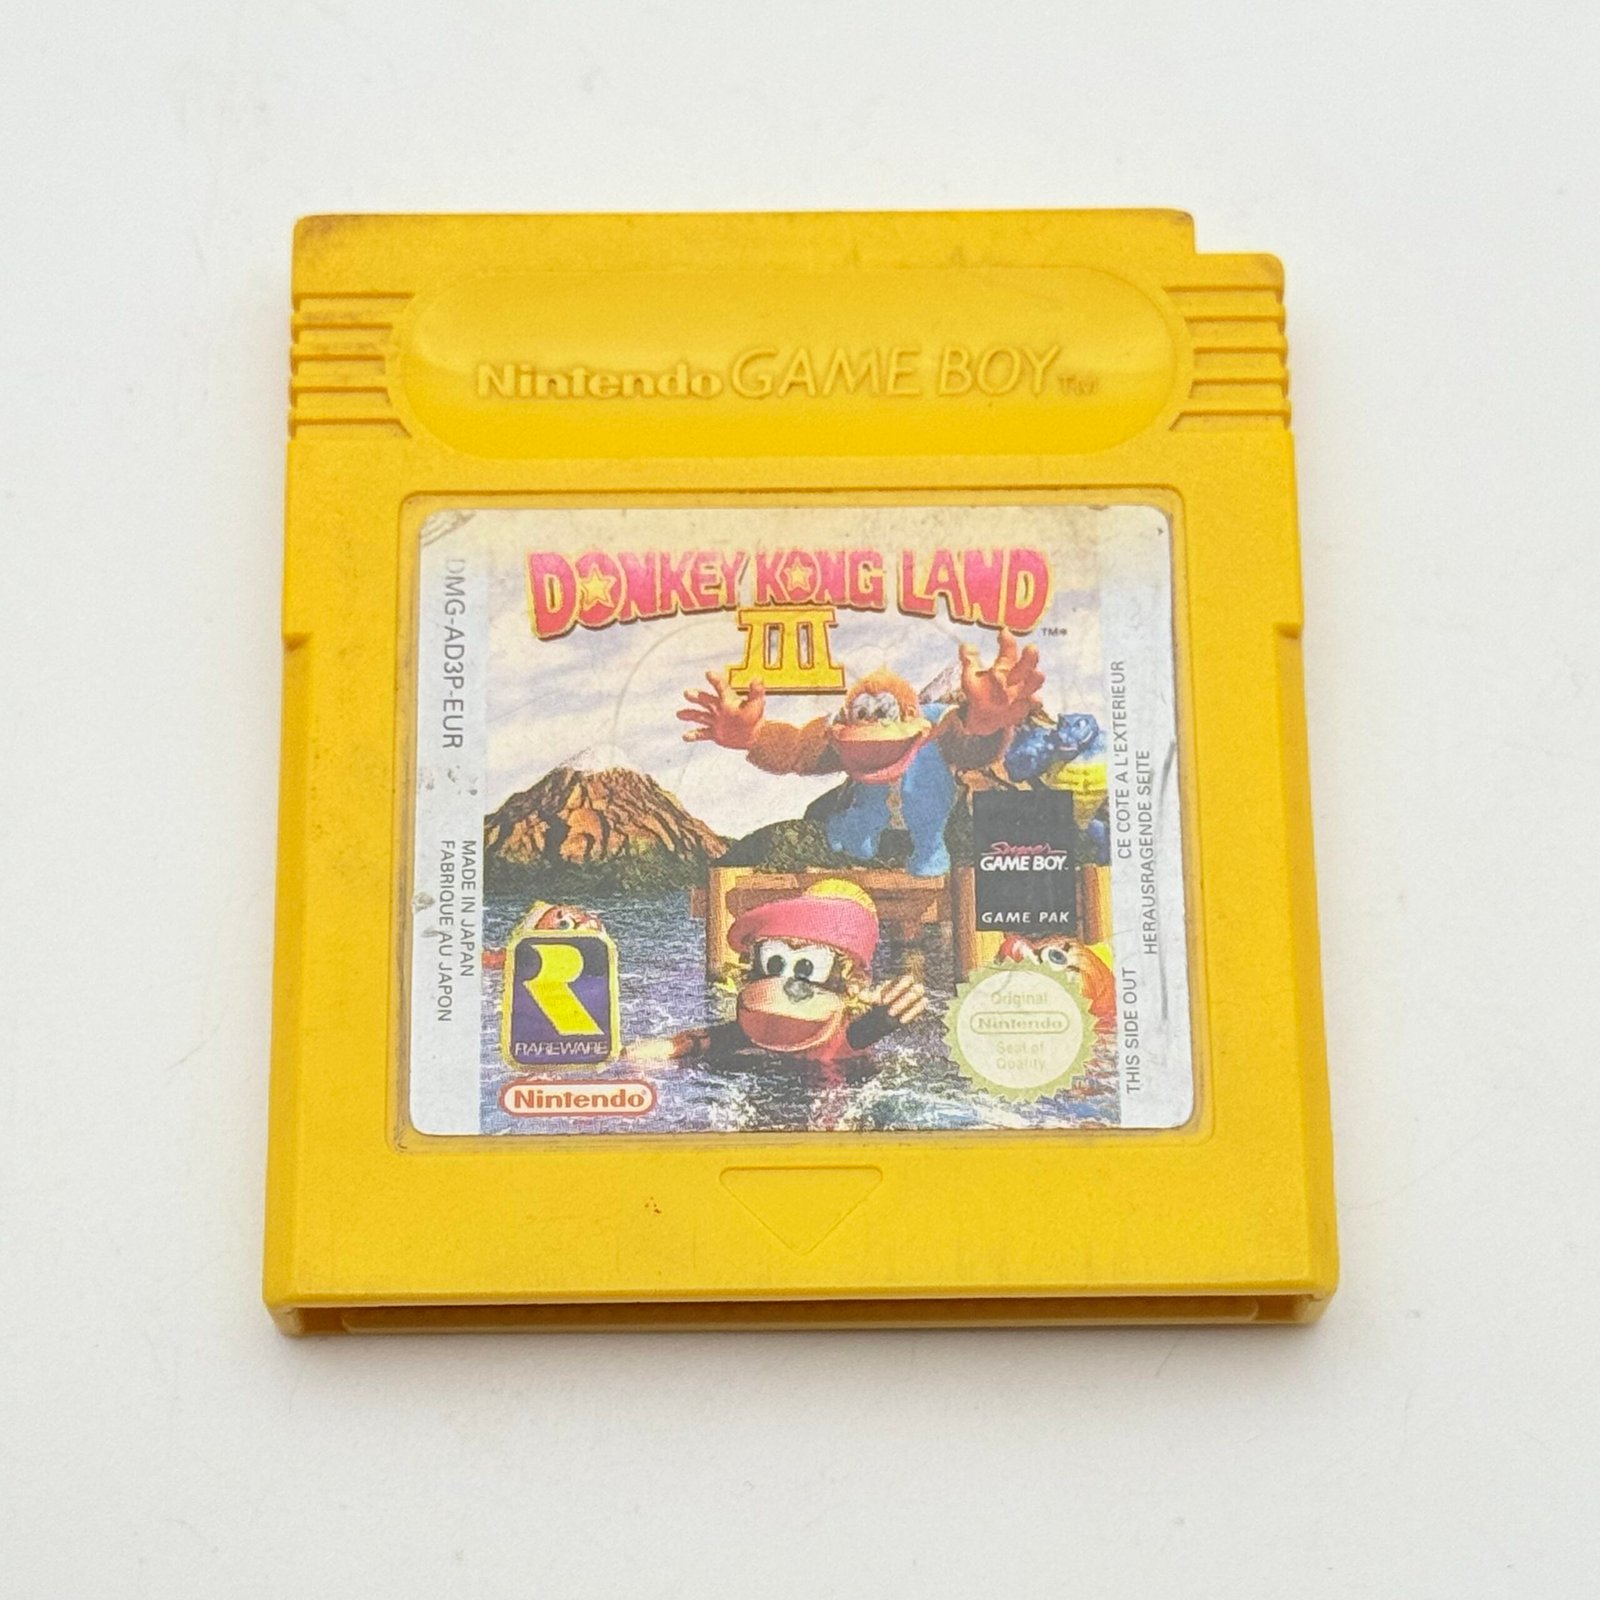 Nintendo GAME BOY TM
DONKEY KONG LAND
III
TM®
DMG-AD3P-EUR
MADE IN JAPAN
FABRIQUE AU JAPON
Super
GAME BOY
GAME PAK
CE COTE A L'EXTERIEUR
HERAUSRAGENDE SEITE
THIS SIDE OUT
R
RAREWARE
Nintendo®
Original
Nintendo
Seal of
Quality